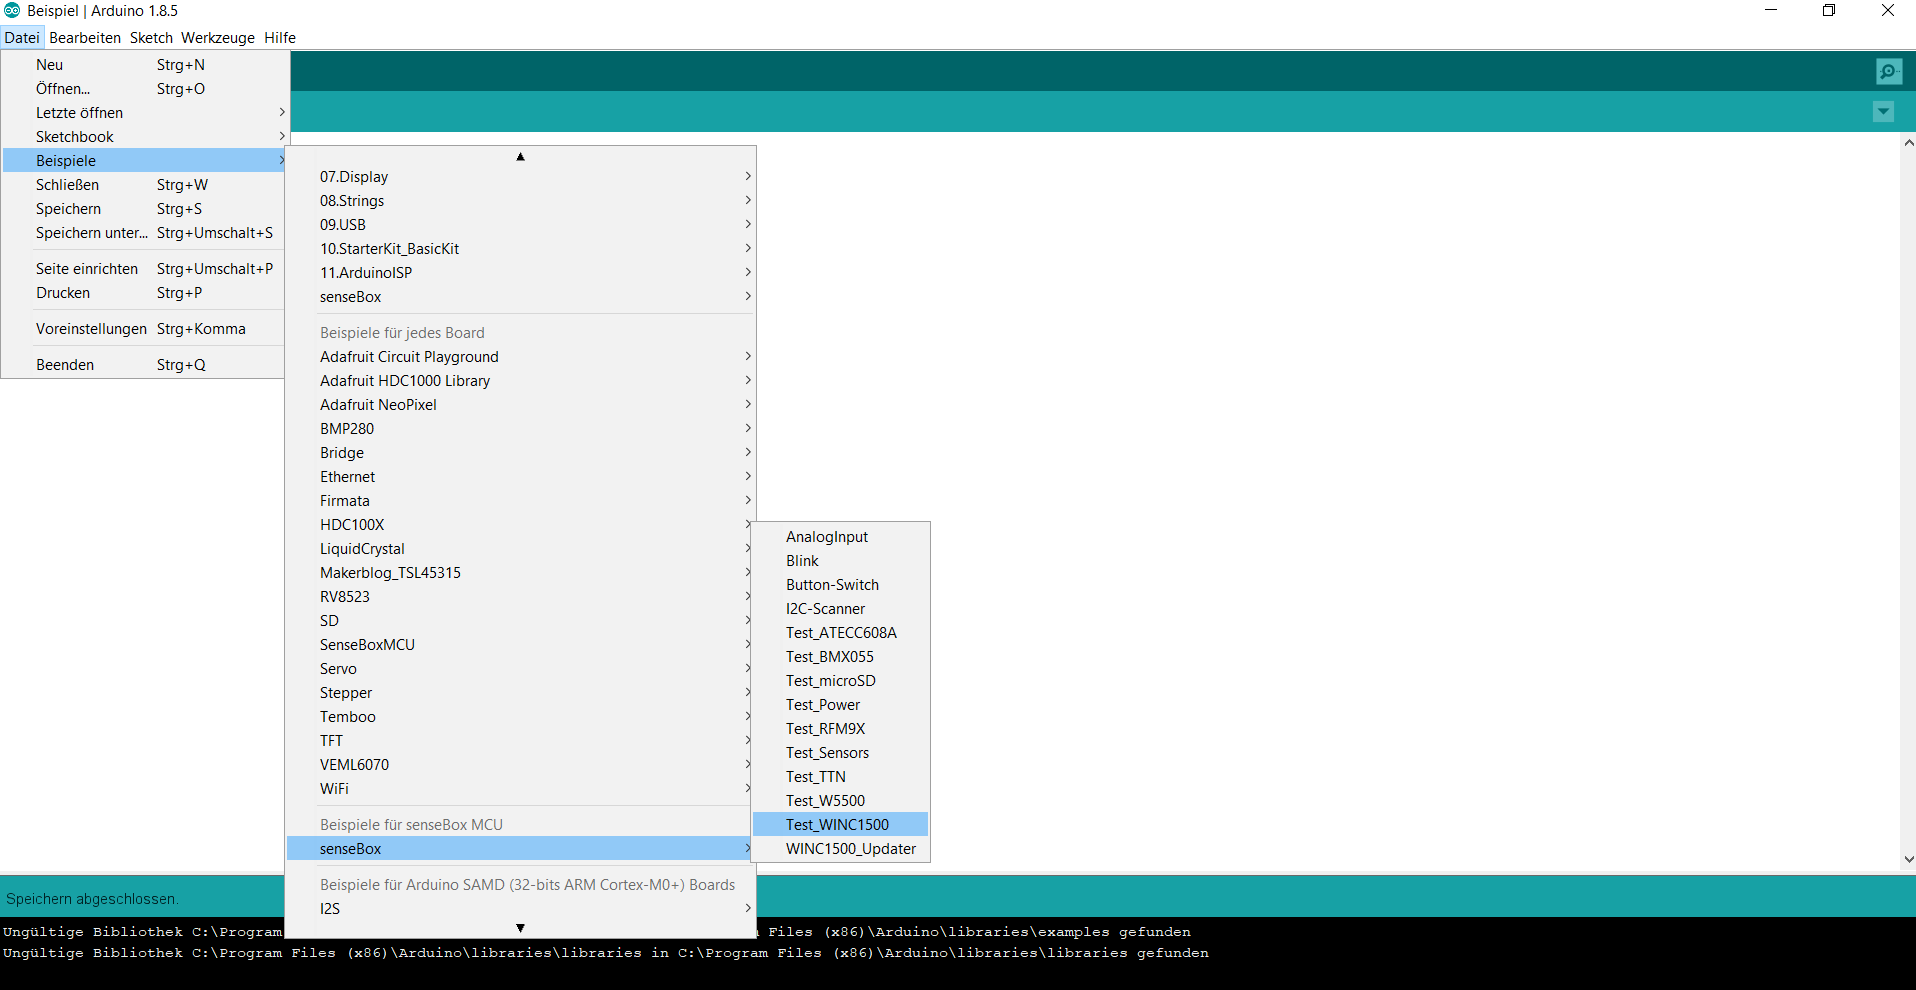 Beispiel | Arduino 1.8.5
Datei Bearbeiten Sketch Werkzeuge Hilfe
Neu Strg+N
Öffnen... Strg+O
Letzte öffnen
Sketchbook
Beispiele
Schließen Strg+W
Speichern Strg+S
Speichern unter... Strg+Umschalt+S
Seite einrichten Strg+Umschalt+P
Drucken Strg+P
Voreinstellungen Strg+Komma
Beenden Strg+Q
07.Display
08.Strings
09.USB
10.StarterKit_BasicKit
11.ArduinoISP
senseBox
Beispiele für jedes Board
Adafruit Circuit Playground
Adafruit HDC1000 Library
Adafruit NeoPixel
BMP280
Bridge
Ethernet
Firmata
HDC100X
LiquidCrystal
Makerblog_TSL45315
RV8523
SD
SenseBoxMCU
Servo
Stepper
Temboo
TFT
VEML6070
WiFi
Beispiele für senseBox MCU
senseBox
Beispiele für Arduino SAMD (32-bits ARM Cortex-M0+) Boards
I2S
AnalogInput
Blink
Button-Switch
I2C-Scanner
Test_ATECC608A
Test_BMX055
Test_microSD
Test_Power
Test_RFM9X
Test_Sensors
Test_TTN
Test_W5500
Test_WINC1500
WINC1500_Updater
Speichern abgeschlossen.
Ungültige Bibliothek C:\Program Files (x86)\Arduino\libraries\examples gefunden
Ungültige Bibliothek C:\Program Files (x86)\Arduino\libraries\libraries in C:\Program Files (x86)\Arduino\libraries\libraries gefunden